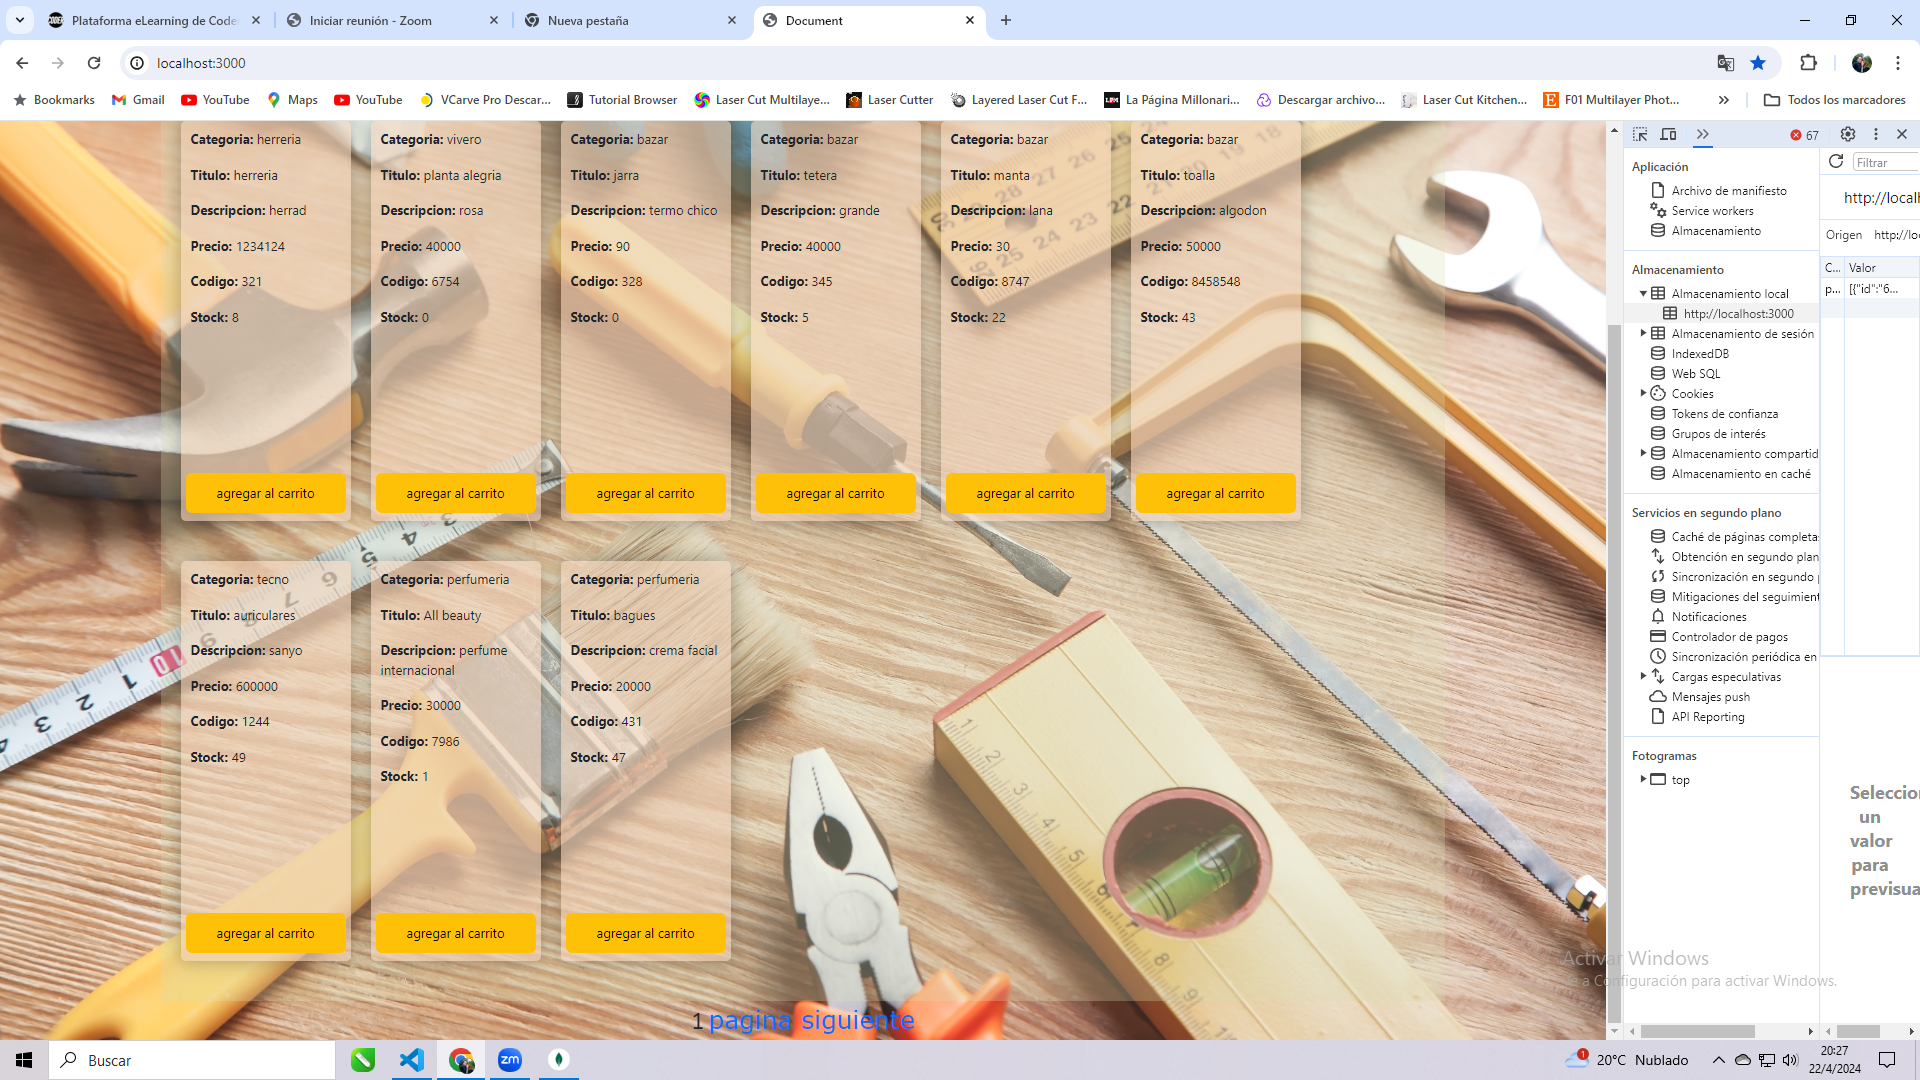 Plataforma eLearning de Code
Iniciar reunión - Zoom
Nueva pestaña
Document
localhost:3000
Bookmarks
Gmail
YouTube
Maps
YouTube
VCarve Pro Descar...
Tutorial Browser
Laser Cut Multilaye...
Laser Cutter
Layered Laser Cut F...
La Página Millonari...
Descargar archivo...
Laser Cut Kitchen...
F01 Multilayer Phot...
Todos los marcadores
Categoria: herreria
Titulo: herreria
Descripcion: herrad
Precio: 1234124
Codigo: 321
Stock: 8
agregar al carrito
Categoria: vivero
Titulo: planta alegria
Descripcion: rosa
Precio: 40000
Codigo: 6754
Stock: 0
agregar al carrito
Categoria: bazar
Titulo: jarra
Descripcion: termo chico
Precio: 90
Codigo: 328
Stock: 0
agregar al carrito
Categoria: bazar
Titulo: tetera
Descripcion: grande
Precio: 40000
Codigo: 345
Stock: 5
agregar al carrito
Categoria: bazar
Titulo: manta
Descripcion: lana
Precio: 30
Codigo: 8747
Stock: 22
agregar al carrito
Categoria: bazar
Titulo: toalla
Descripcion: algodon
Precio: 50000
Codigo: 8458548
Stock: 43
agregar al carrito
Categoria: tecno
Titulo: auriculares
Descripcion: sanyo
Precio: 600000
Codigo: 1244
Stock: 49
agregar al carrito
Categoria: perfumeria
Titulo: All beauty
Descripcion: perfume
internacional
Precio: 30000
Codigo: 7986
Stock: 1
agregar al carrito
Categoria: perfumeria
Titulo: bagues
Descripcion: crema facial
Precio: 20000
Codigo: 431
Stock: 47
agregar al carrito
1 pagina siguiente
67
Aplicación
Archivo de manifiesto
Service workers
Almacenamiento
Almacenamiento
Almacenamiento local
http://localhost:3000
Almacenamiento de sesión
IndexedDB
Web SQL
Cookies
Tokens de confianza
Grupos de interés
Almacenamiento compartid
Almacenamiento en caché
Servicios en segundo plano
Caché de páginas completa
Obtención en segundo plan
Sincronización en segundo p
Mitigaciones del seguimient
Notificaciones
Controlador de pagos
Sincronización periódica en
Cargas especulativas
Mensajes push
API Reporting
Fotogramas
top
Filtrar
http://local
Origen http://lo
C... Valor
p... [{"id":"6...
Seleccio
un
valor
para
previsua
Activar Windows
a Configuración para activar Windows.
Buscar
zm
1
20°C Nublado
20:27
22/4/2024